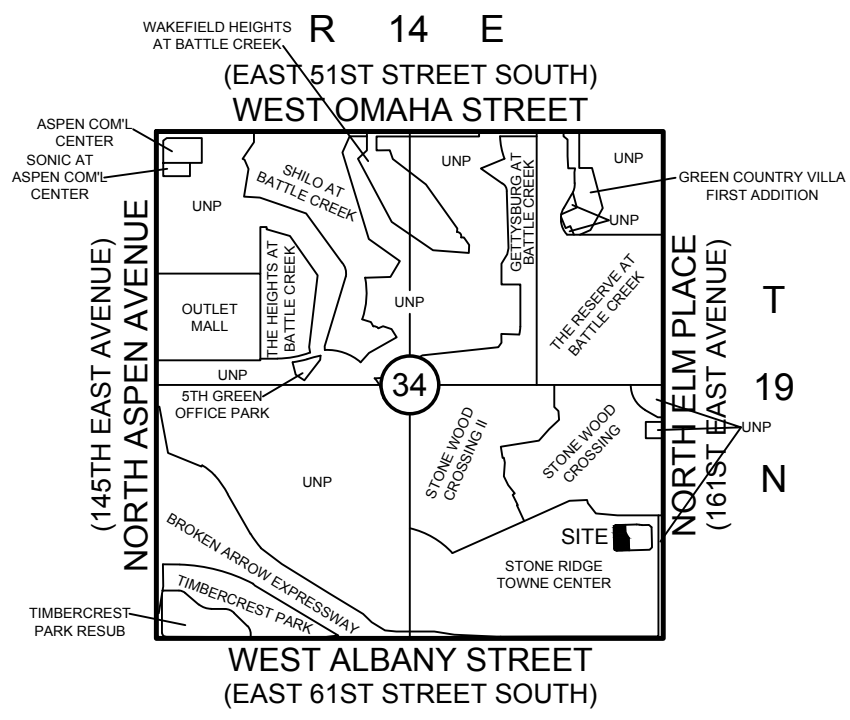 WAKEFIELD HEIGHTS
AT BATTLE CREEK
R 14 E
(EAST 51ST STREET SOUTH)
WEST OMAHA STREET
ASPEN COM'L
CENTER
SONIC AT
ASPEN COM'L
CENTER
UNP
SHILO AT
BATTLE CREEK
UNP
GETTYSBURG AT
BATTLE CREEK
UNP
GREEN COUNTRY VILLA
FIRST ADDITION
UNP
(145TH EAST AVENUE)
NORTH ASPEN AVENUE
OUTLET
MALL
THE HEIGHTS AT
BATTLE CREEK
UNP
THE RESERVE AT
BATTLE CREEK
NORTH ELM PLACE
(161ST EAST AVENUE)
T
19
N
UNP
5TH GREEN
OFFICE PARK
34
UNP
UNP
STONE WOOD
CROSSING II
STONE WOOD
CROSSING
SITE
STONE RIDGE
TOWNE CENTER
BROKEN ARROW EXPRESSWAY
TIMBERCREST PARK
TIMBERCREST
PARK RESUB
WEST ALBANY STREET
(EAST 61ST STREET SOUTH)